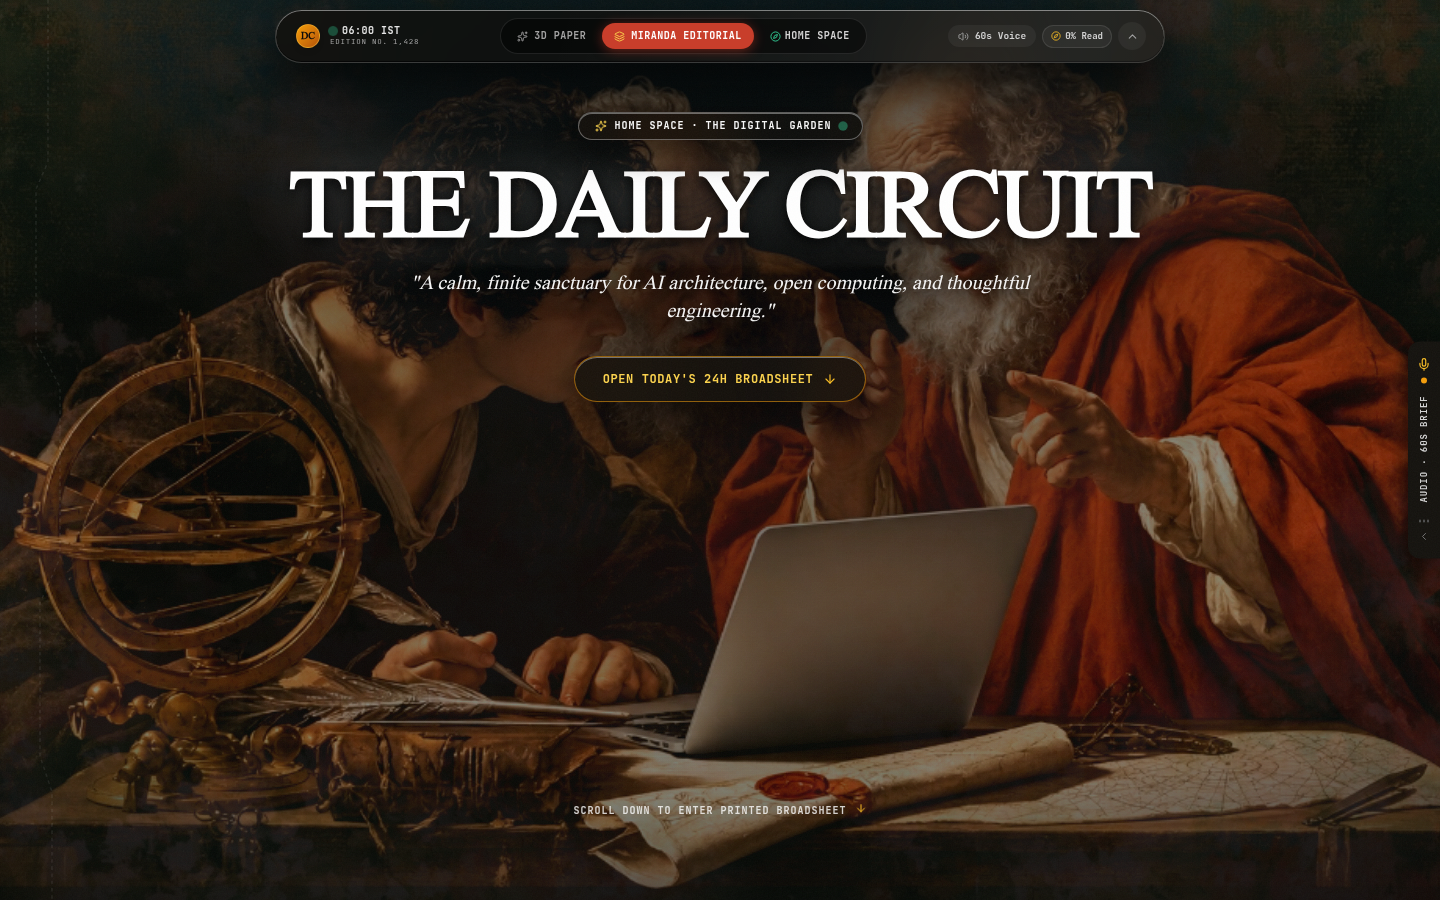 DC
06:00 IST
EDITION NO. 1,428
3D PAPER
MIRANDA EDITORIAL
HOME SPACE
60s Voice
0% Read
HOME SPACE · THE DIGITAL GARDEN
THE DAILY CIRCUIT
"A calm, finite sanctuary for AI architecture, open computing, and thoughtful
engineering."
OPEN TODAY'S 24H BROADSHEET
AUDIO · 60S BRIEF
SCROLL DOWN TO ENTER PRINTED BROADSHEET